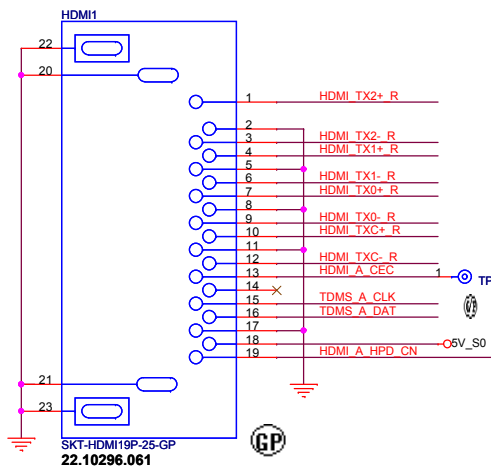 HDMI1
22
20
1 HDMI_TX2+_R
2
3 HDMI_TX2-_R
4 HDMI_TX1+_R
5
6 HDMI_TX1-_R
7 HDMI_TX0+_R
8
9 HDMI_TX0-_R
10 HDMI_TXC+_R
11
12 HDMI_TXC-_R
13 HDMI_A_CEC 1 TP
14
15 TDMS_A_CLK
16 TDMS_A_DAT
17
18 5V_S0
19 HDMI_A_HPD_CN
21
23
SKT-HDMI19P-25-GP
22.10296.061
GP